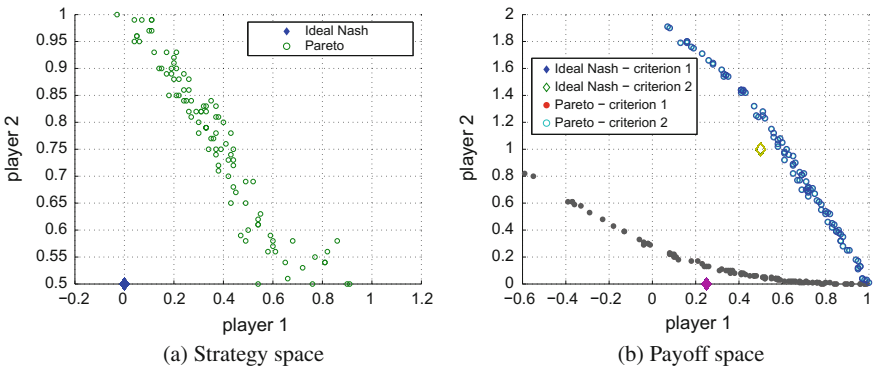 1
0.95
0.9
0.85
0.8
0.75
0.7
0.65
0.6
0.55
0.5
player 2
−0.2 0 0.2 0.4 0.6 0.8 1 1.2
player 1
Ideal Nash
Pareto
(a) Strategy space
2
1.8
1.6
1.4
1.2
1
0.8
0.6
0.4
0.2
0
player 2
−0.6 −0.4 −0.2 0 0.2 0.4 0.6 0.8 1
player 1
Ideal Nash − criterion 1
Ideal Nash − criterion 2
Pareto − criterion 1
Pareto − criterion 2
(b) Payoff space